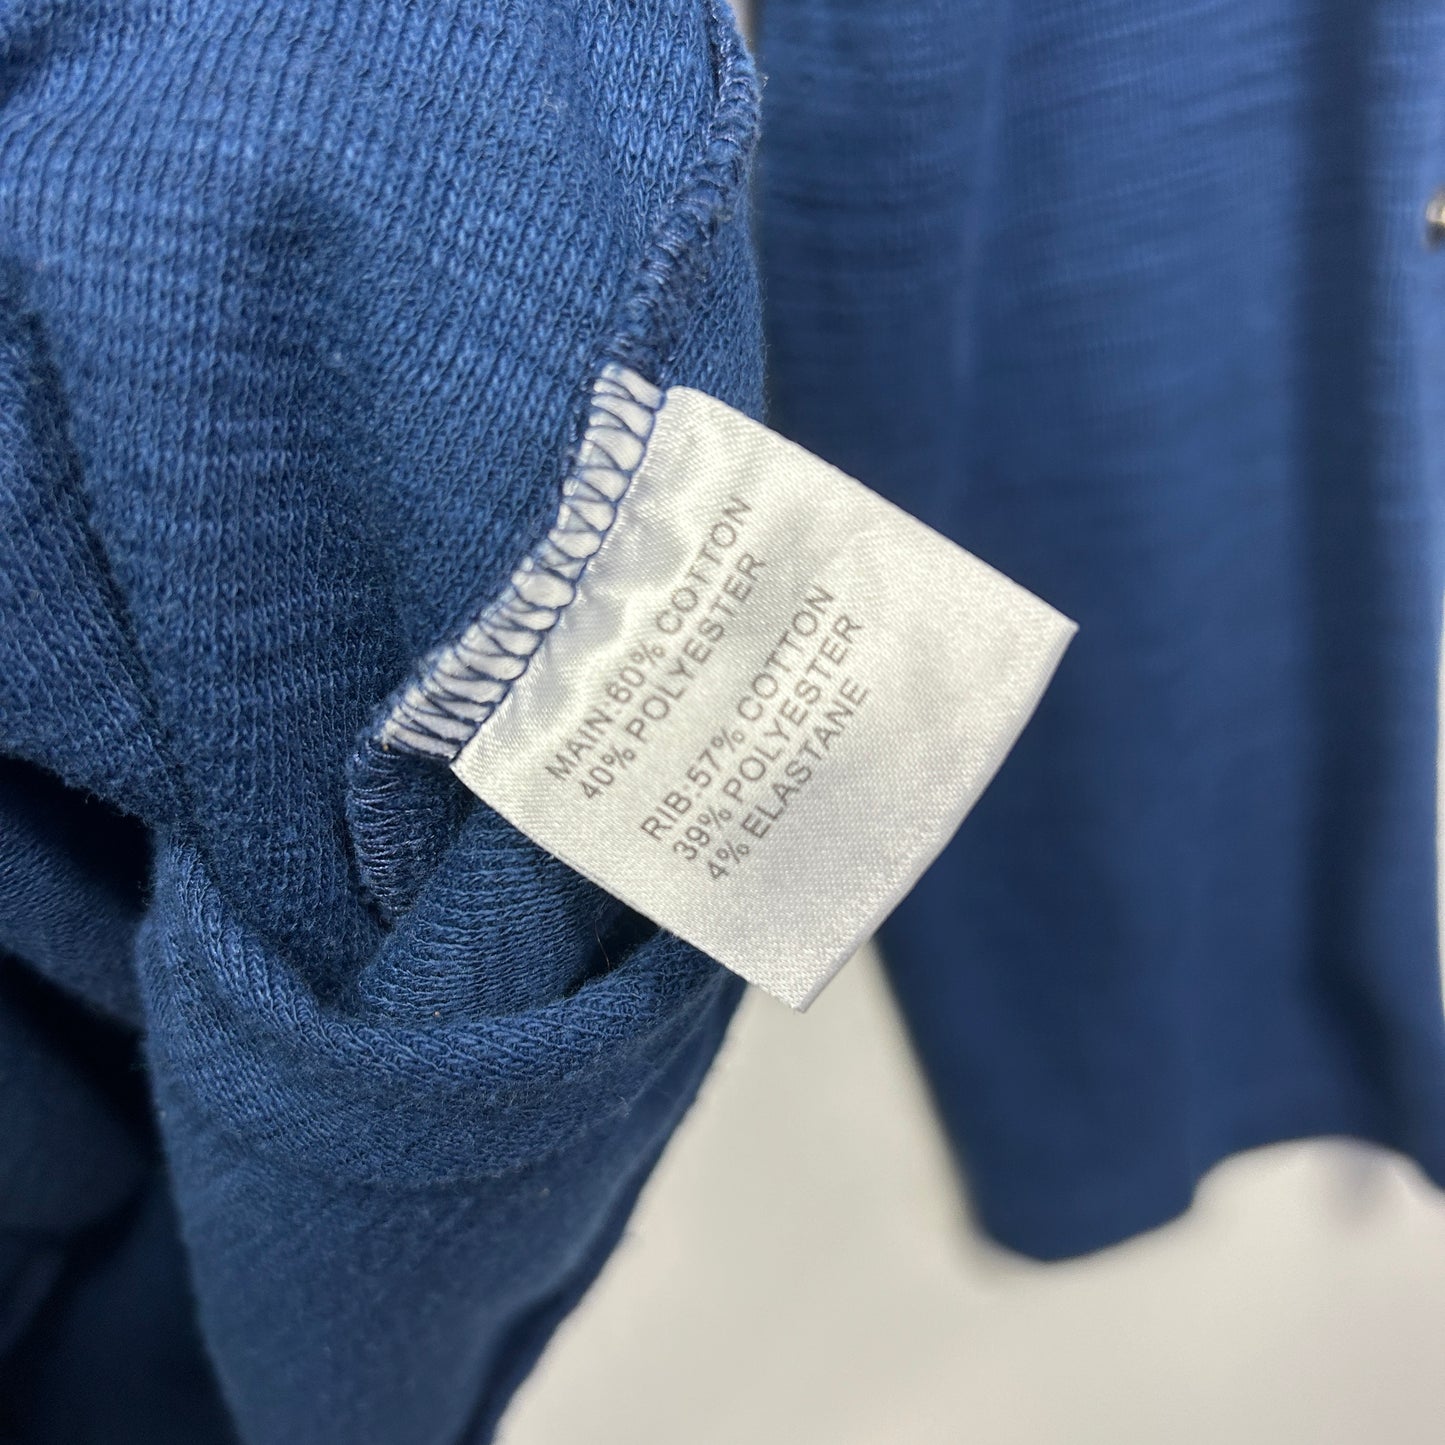 MAIN:60% COTTON
40% POLYESTER
RIB:57% COTTON
39% POLYESTER
4% ELASTANE